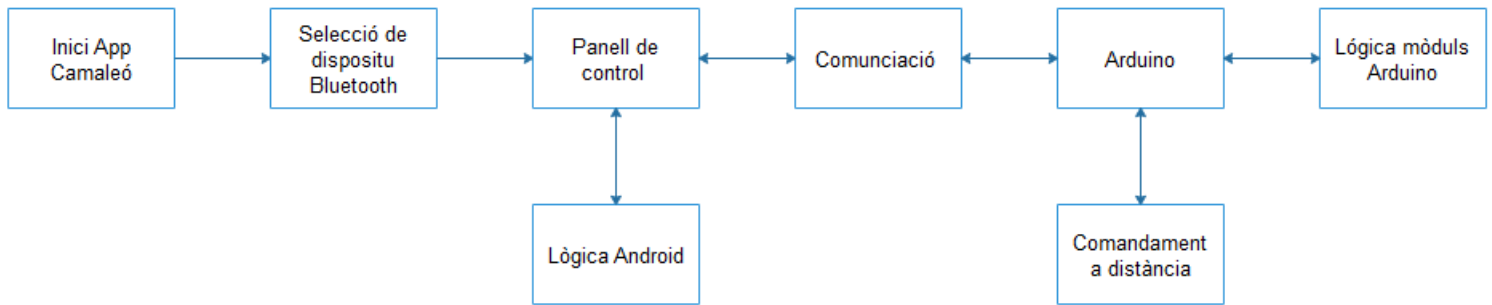 Inici App
Camaleó
Selecció de
dispositu
Bluetooth
Panell de
control
Comunciació
Arduino
Lógica mòduls
Arduino
Lògica Android
Comandament
a distància